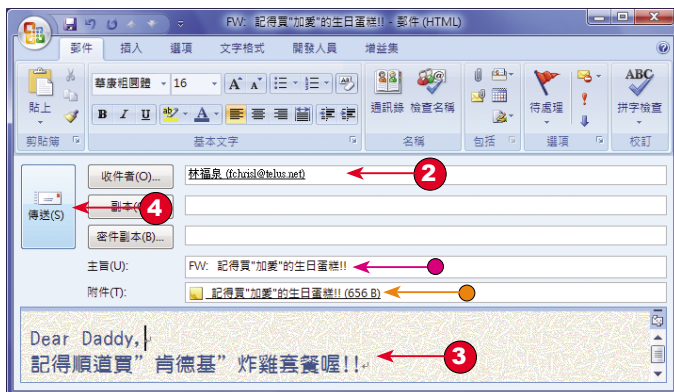 FW: 記得買"加愛"的生日蛋糕!! - 郵件 (HTML)
郵件 插入 選項 文字格式 開發人員 增益集
貼上
剪貼簿
華康粗圓體 16
B I U
基本文字
通訊錄 檢查名稱
名稱
包括
待處理
選項
ABC
拼字檢查
校訂
傳送(S)
收件者(O)... 林福泉 (fchrisl@telus.net) 2
4
密件副本(B)...
主旨(U): FW: 記得買"加愛"的生日蛋糕!!
附件(T): 記得買"加愛"的生日蛋糕!! (656 B)
Dear Daddy,
記得順道買”肯德基”炸雞套餐喔!! 3